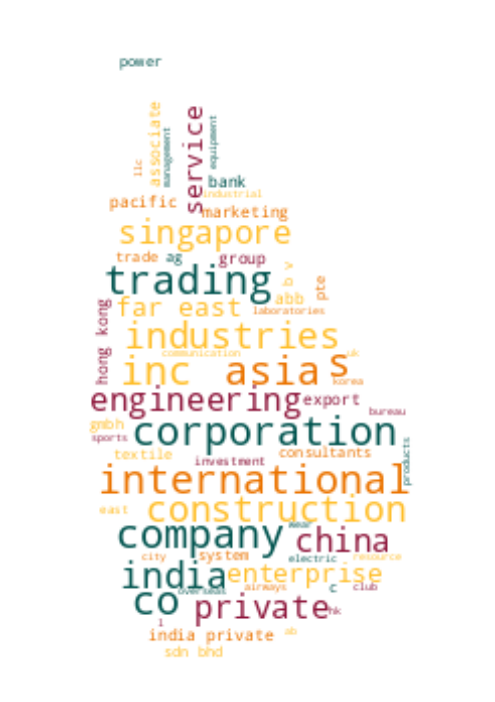 power
associate
service
equipment
management
llc
bank
industrial
pacific
marketing
singapore
trade
ag
group
trading
b v
pte
abb
far east
laboratories
hong kong
industries
communication
uk
inc
asia
s
korea
engineering
export
bureau
gmbh
corporation
sports
products
textile
consultants
investment
international
east
construction
wear
company
china
city
system
electric
resource
india
enterprise
overseas
airways
c
club
co
private
hk
l
india private
ab
sdn bhd